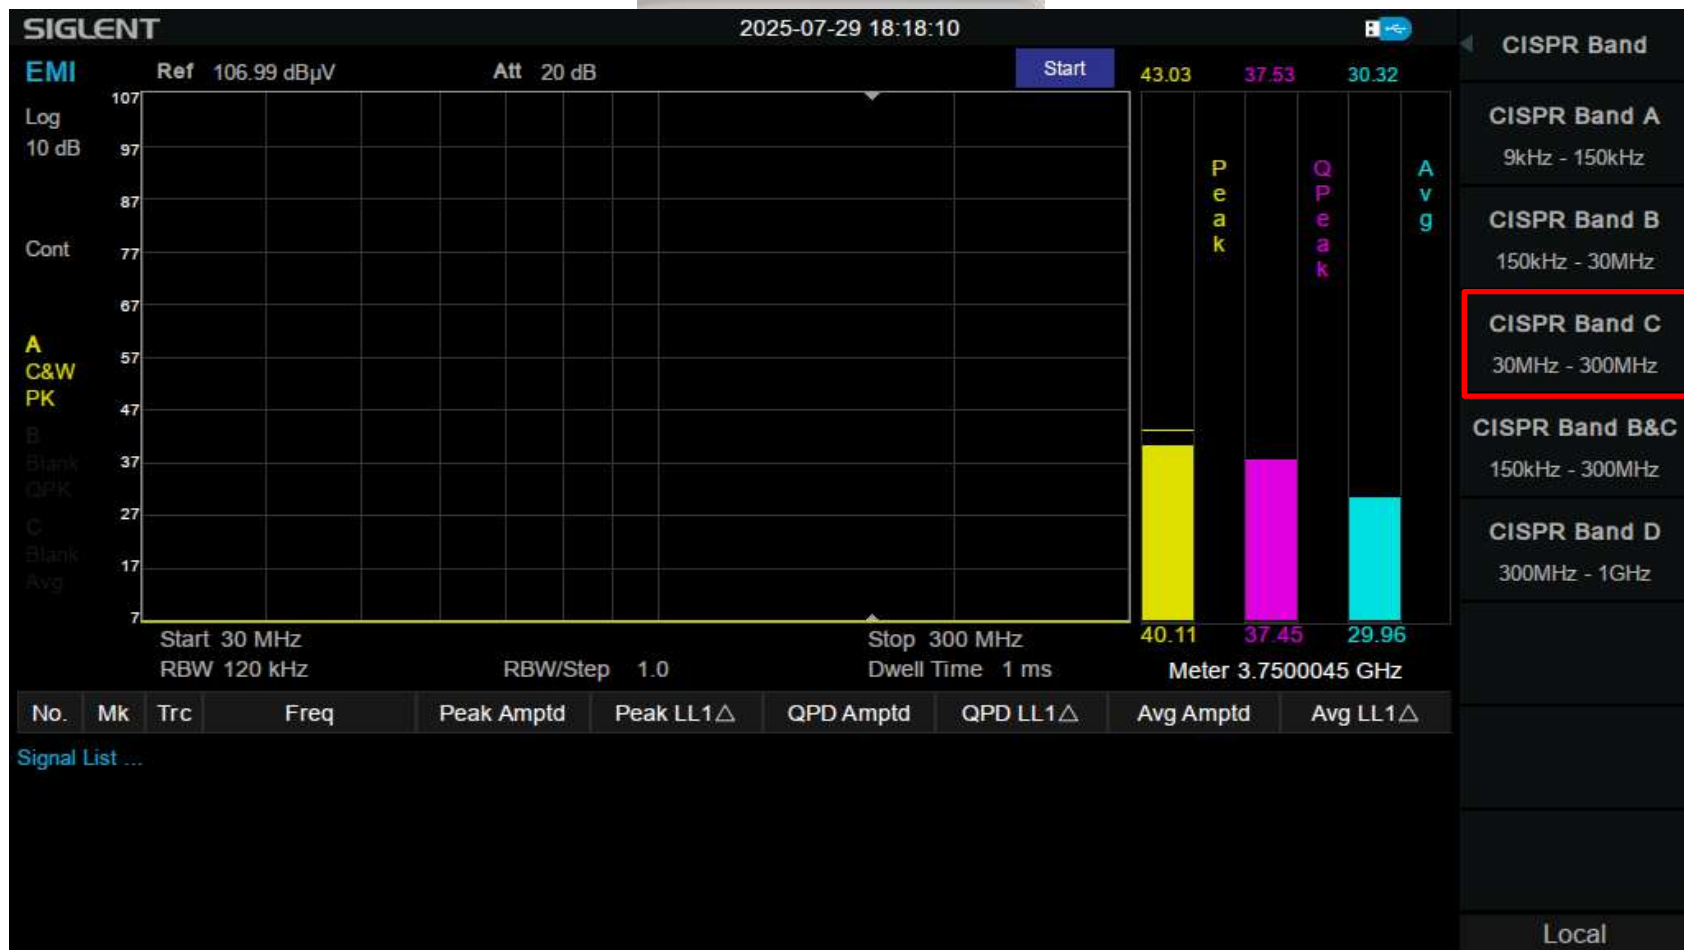 SIGLENT
2025-07-29 18:18:10
EMI
Ref 106.99 dBµV
Att 20 dB
Start
43.03 37.53 30.32
Log
10 dB
Cont
A
C&W
PK
B
Blank
QPK
C
Blank
Avg
107
97
87
77
67
57
47
37
27
17
7
Peak
QPeak
Avg
40.11 37.45 29.96
Start 30 MHz
Stop 300 MHz
RBW 120 kHz
RBW/Step 1.0
Dwell Time 1 ms
Meter 3.7500045 GHz
No. Mk Trc Freq Peak Amptd Peak LL1△ QPD Amptd QPD LL1△ Avg Amptd Avg LL1△
Signal List ...
CISPR Band
CISPR Band A
9kHz - 150kHz
CISPR Band B
150kHz - 30MHz
CISPR Band C
30MHz - 300MHz
CISPR Band B&C
150kHz - 300MHz
CISPR Band D
300MHz - 1GHz
Local